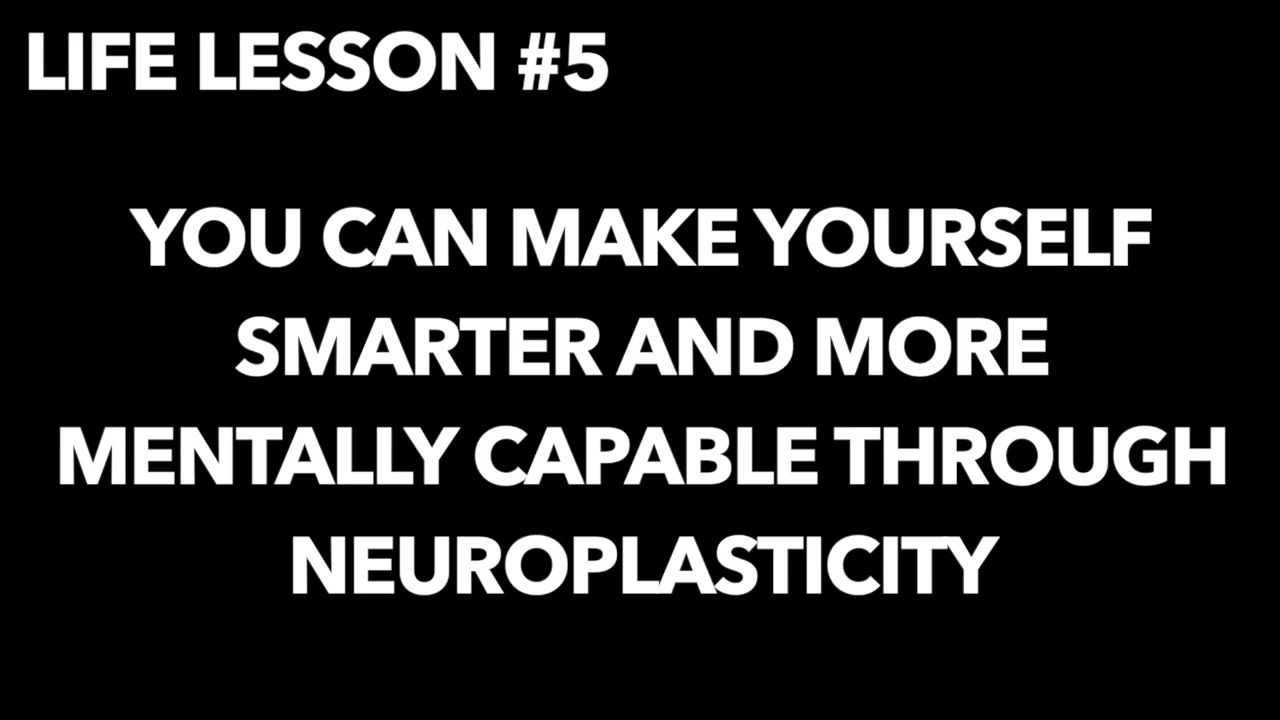 LIFE LESSON #5
YOU CAN MAKE YOURSELF
SMARTER AND MORE
MENTALLY CAPABLE THROUGH
NEUROPLASTICITY